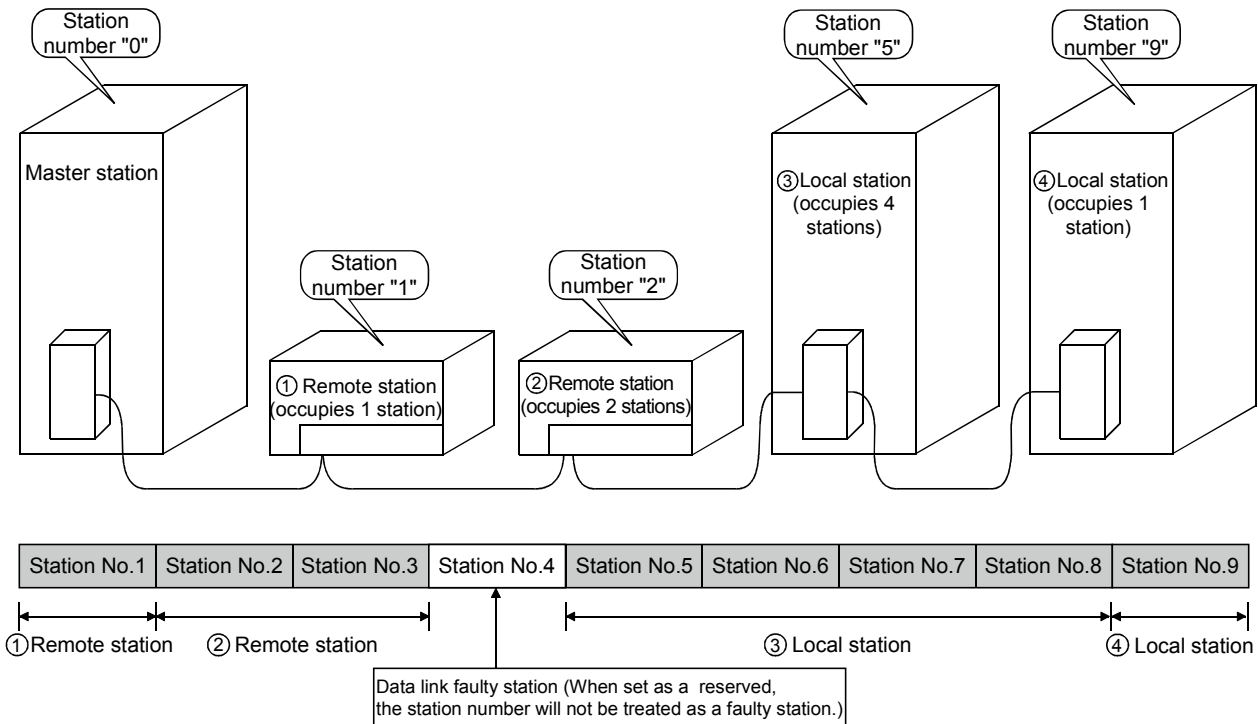 Station
number "0"
Station
number "5"
Station
number "9"
Master station
③Local station
(occupies 4
stations)
④Local station
(occupies 1
station)
Station
number "1"
Station
number "2"
① Remote station
(occupies 1 station)
②Remote station
(occupies 2 stations)
Station No.1 Station No.2 Station No.3 Station No.4 Station No.5 Station No.6 Station No.7 Station No.8 Station No.9
①Remote station ② Remote station ③ Local station ④ Local station
Data link faulty station (When set as a reserved,
the station number will not be treated as a faulty station.)